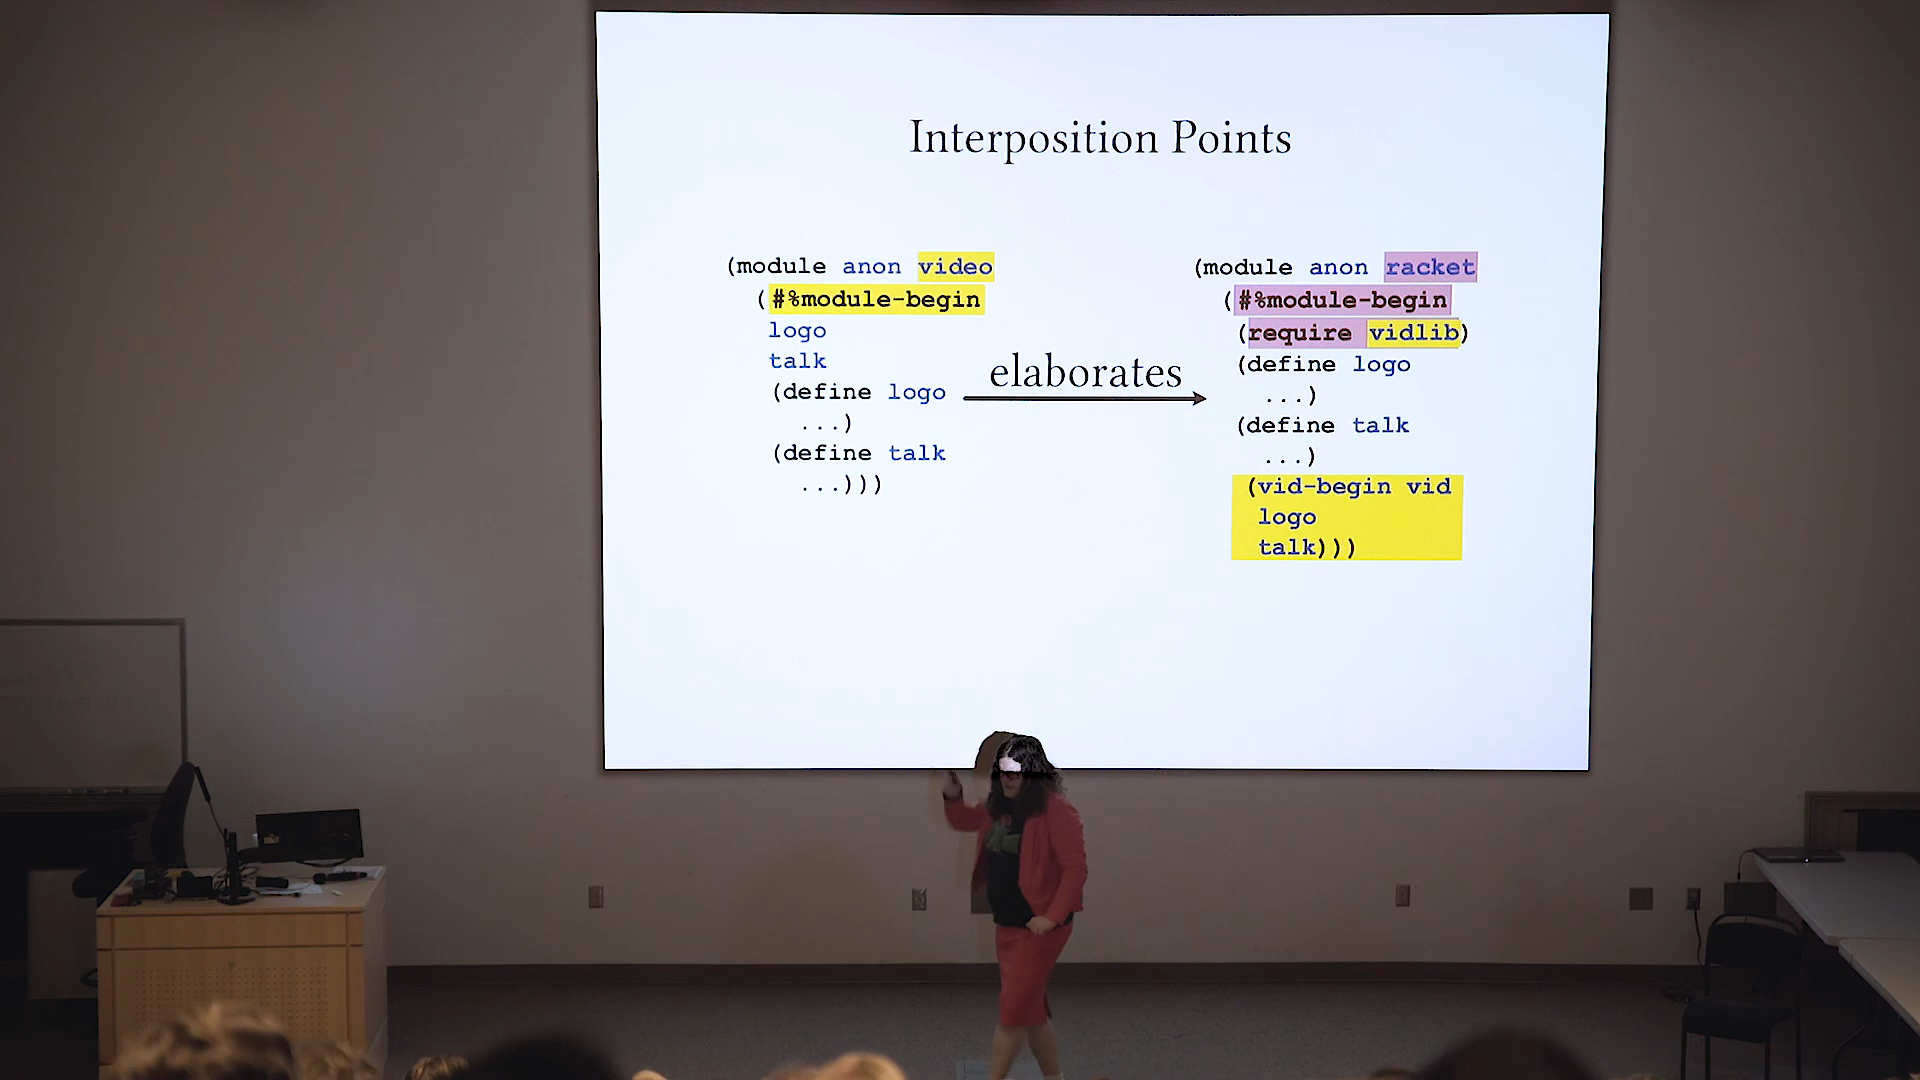 Interposition Points
(module anon video
(#%module-begin
logo
talk
(define logo
...)
(define talk
...)))
elaborates
(module anon racket
(#%module-begin
(require vidlib)
(define logo
...)
(define talk
...)
(vid-begin vid
logo
talk)))